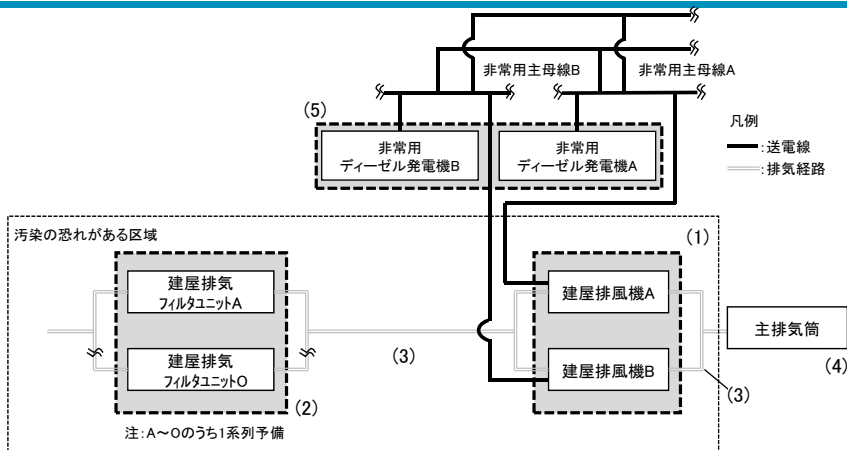 非常用主母線B
非常用主母線A
(5)
非常用
ディーゼル発電機B
非常用
ディーゼル発電機A
凡例
:送電線
:排気経路
汚染の恐れがある区域
(1)
建屋排気
フィルタユニットA
建屋排風機A
主排気筒
(3)
建屋排気
フィルタユニットO
建屋排風機B
(4)
(3)
(2)
注:A～Oのうち1系列予備